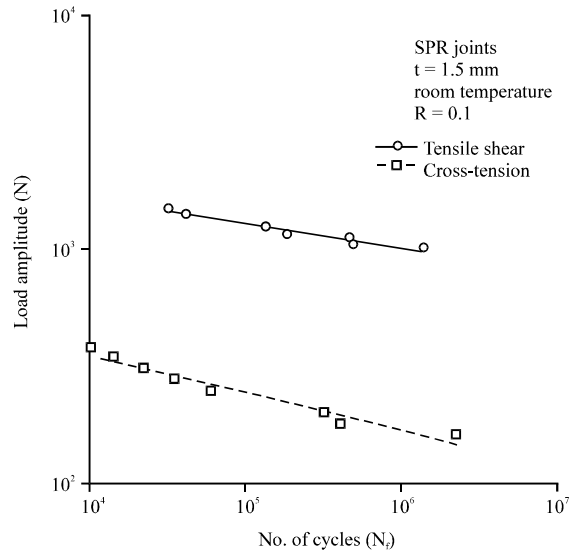 10⁴
SPR joints
t = 1.5 mm
room temperature
R = 0.1
Tensile shear
Cross-tension
Load amplitude (N)
10³
10²
10⁴ 10⁵ 10⁶ 10⁷
No. of cycles (N_f)